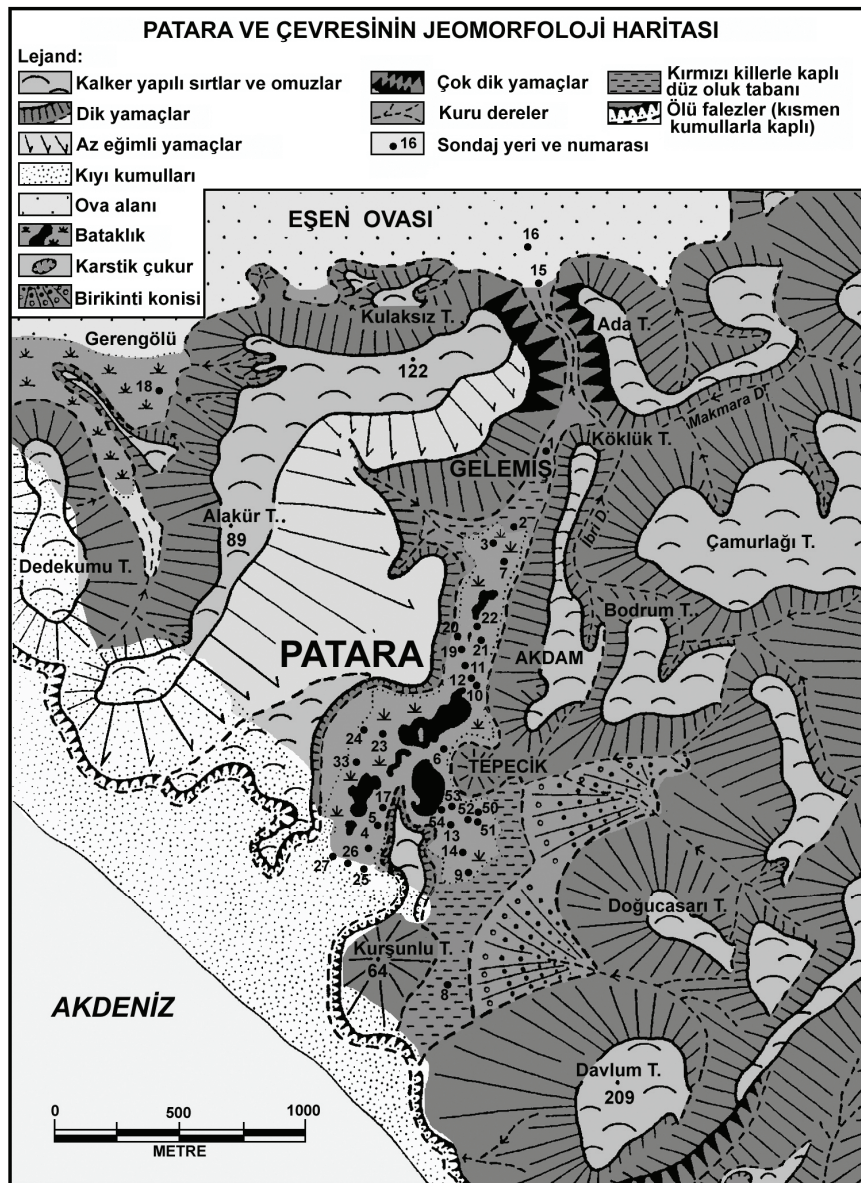 PATARA VE ÇEVRESİNİN JEOMORFOLOJİ HARİTASI
Lejand:
Kalker yapılı sırtlar ve omuzlar
Dik yamaçlar
Az eğimli yamaçlar
Kıyı kumulları
Ova alanı
Bataklık
Karstik çukur
Birikinti konisi
Çok dik yamaçlar
Kuru dereler
16 Sondaj yeri ve numarası
Kırmızı killerle kaplı
düz oluk tabanı
Ölü falezler (kısmen
kumullarla kaplı)
EŞEN OVASI
16
15
Kulaksız T.
Ada T.
Gerengölü
122
18
Makmara D.
Köklük T.
GELEMİŞ
Alakür T.
89
2
3
İbri D.
Çamurlağı T.
7
Dedekumu T.
Bodrum T.
22
20
21
PATARA
19
AKDAM
11
12
10
24
23
6
33
TEPECİK
17
53
52
50
5
54
51
4
13
26
14
27
25
9
Doğucasarı T.
Kurşunlu T.
64
8
AKDENİZ
Davlum T.
209
0
500
1000
METRE